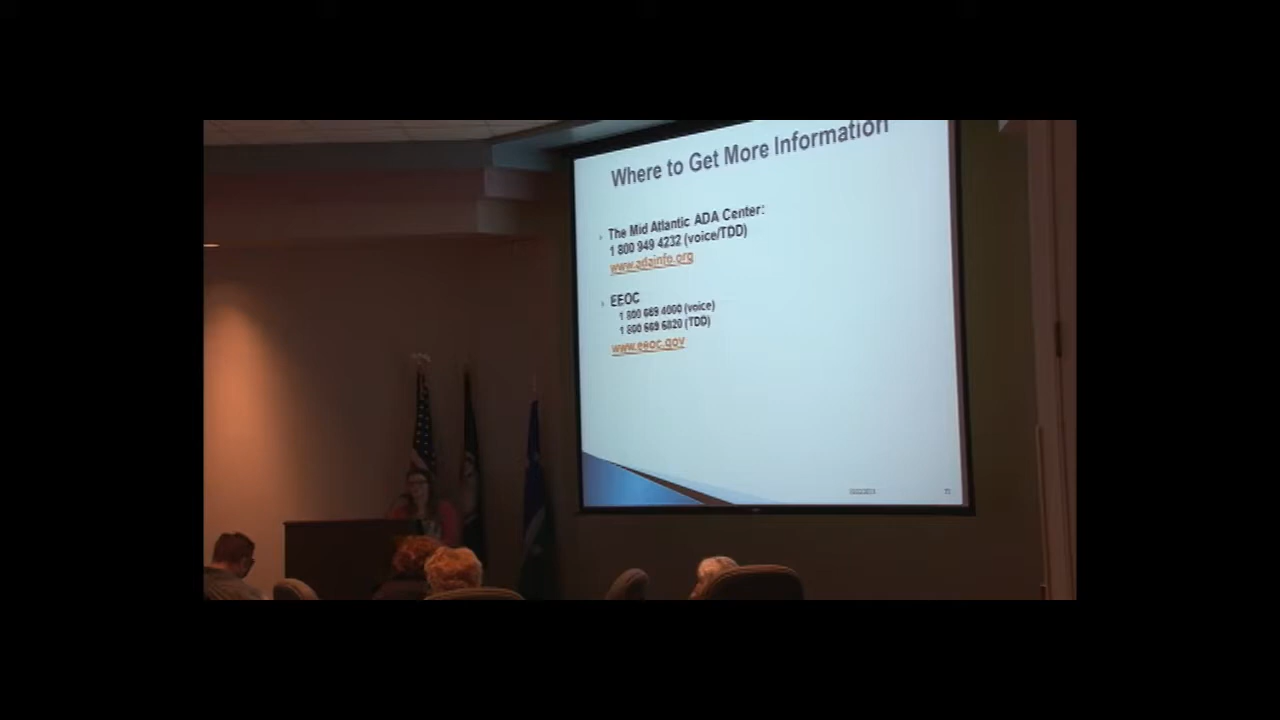 Where to Get More Information
The Mid Atlantic ADA Center:
1 800 949 4232 (voice/TDD)
www.adainfo.org
EEOC
1 800 669 4000 (voice)
1 800 669 6820 (TDD)
www.eeoc.gov